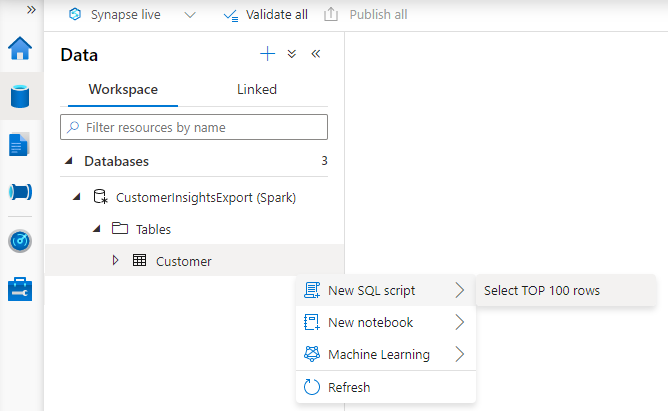 Synapse live Validate all Publish all
Data
Workspace Linked
Filter resources by name
Databases 3
CustomerInsightsExport (Spark)
Tables
Customer
New SQL script Select TOP 100 rows
New notebook
Machine Learning
Refresh